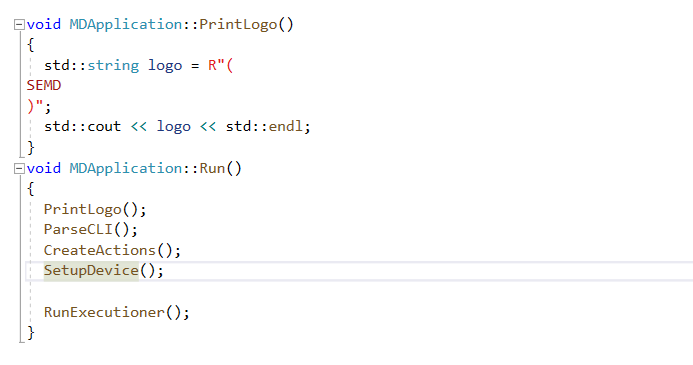 void MDApplication::PrintLogo()
{
std::string logo = R"(
SEMD
)";
std::cout << logo << std::endl;
}
void MDApplication::Run()
{
PrintLogo();
ParseCLI();
CreateActions();
SetupDevice();
RunExecutioner();
}